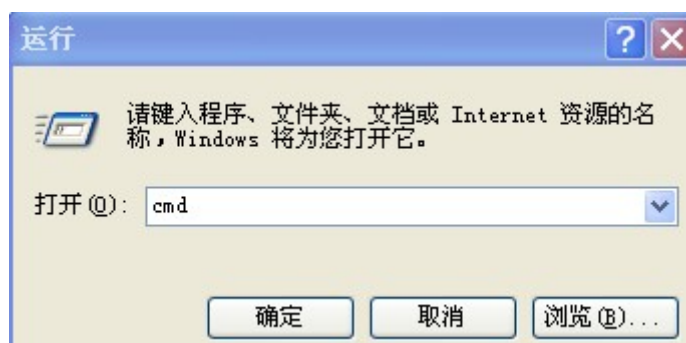 运行
请键入程序、文件夹、文档或 Internet 资源的名
称，Windows 将为您打开它。
打开(O): cmd
确定 取消 浏览(B)...